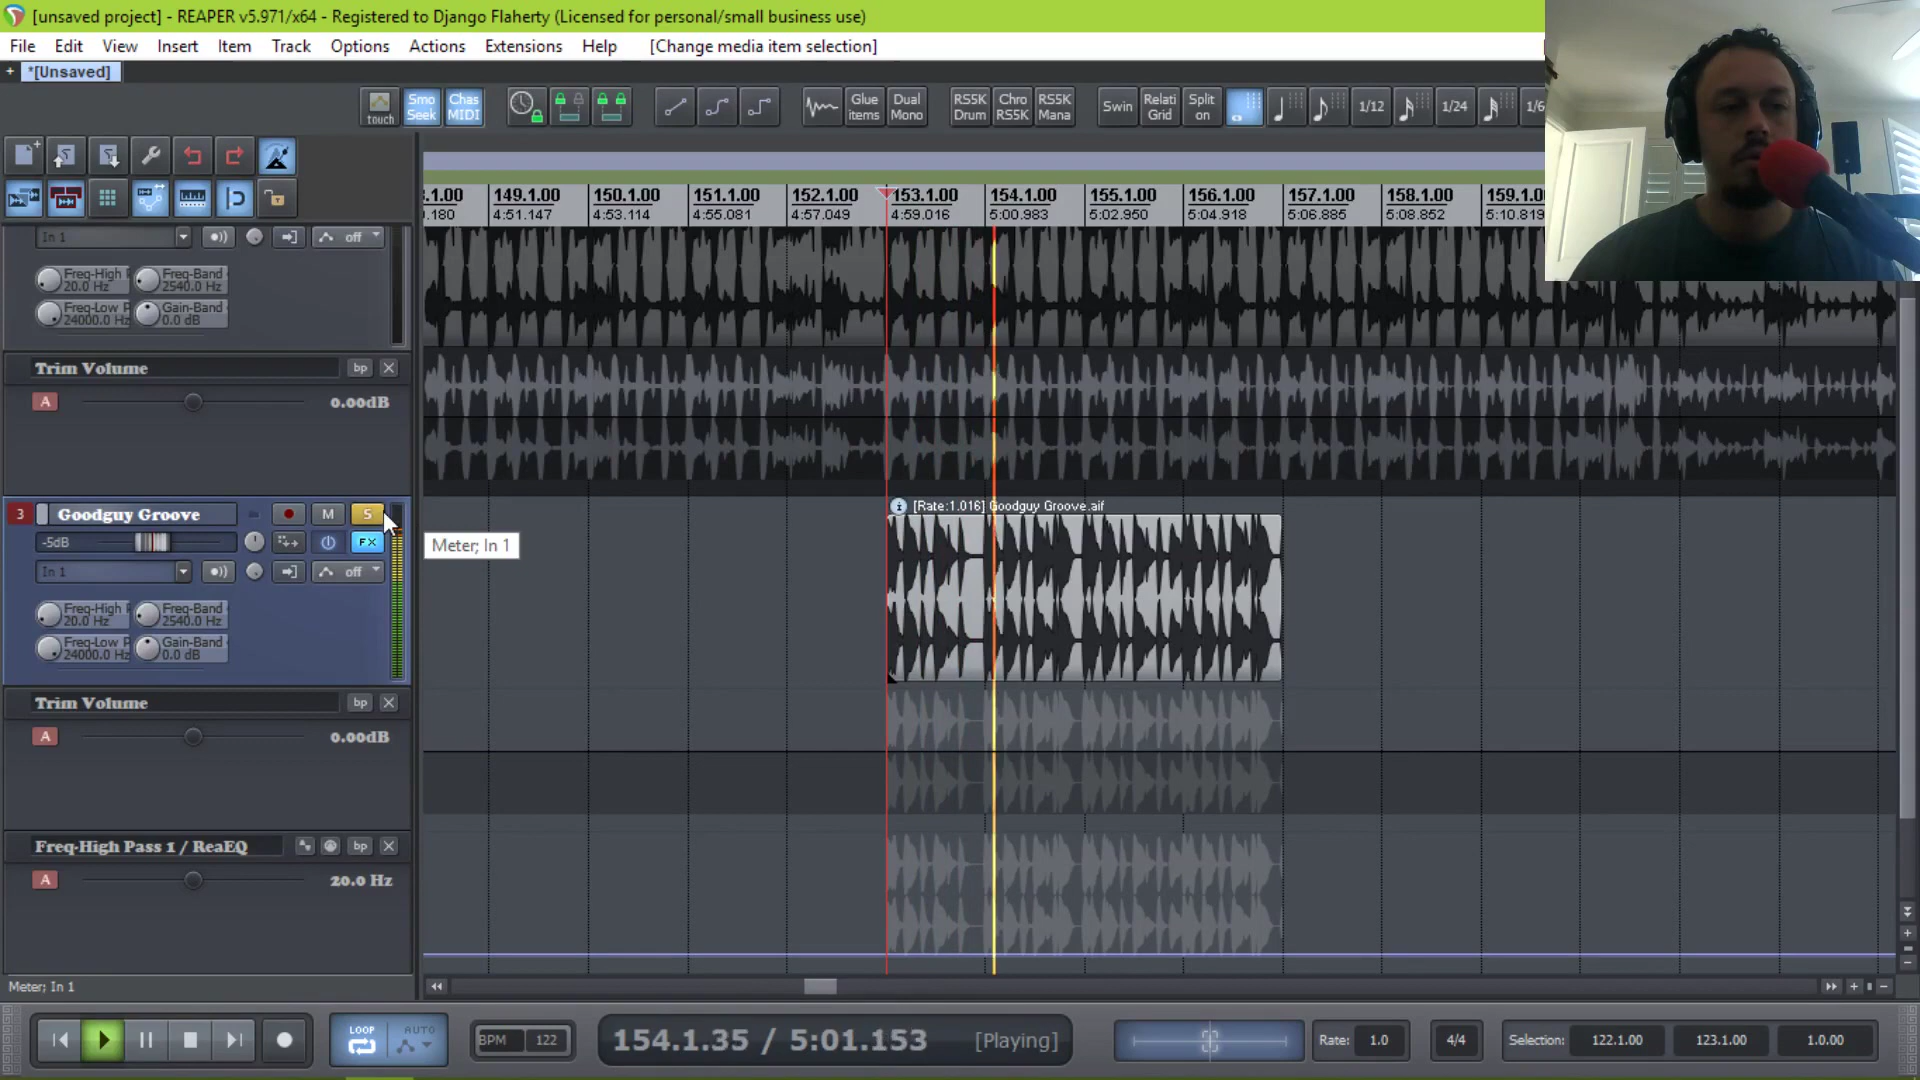 [unsaved project] - REAPER v5.971/x64 - Registered to Django Flaherty (Licensed for personal/small business use)
File Edit View Insert Item Track Options Actions Extensions Help [Change media item selection]
+ *[Unsaved]
touch
Smo Seek
Chas MIDI
Glue items
Dual Mono
RS5K Drum
Chro RS5K
RS5K Mana
Swin
Relati Grid
Split on
1/12
1/24
1/6
149.1.00 150.1.00 151.1.00 152.1.00 153.1.00 154.1.00 155.1.00 156.1.00 157.1.00 158.1.00 159.1.0
4:51.147 4:53.114 4:55.081 4:57.049 4:59.016 5:00.983 5:02.950 5:04.918 5:06.885 5:08.852 5:10.819
In 1 off
Freq-High Freq-Band
20.0 Hz 2540.0 Hz
Freq-Low Gain-Band
24000.0 Hz 0.0 dB
Trim Volume bp
A 0.00dB
3 Goodguy Groove M S
-5dB FX
In 1 off
Freq-High Freq-Band
20.0 Hz 2540.0 Hz
Freq-Low Gain-Band
24000.0 Hz 0.0 dB
Meter; In 1
[Rate:1.016] Goodguy Groove.aif
Trim Volume bp
A 0.00dB
Freq-High Pass 1 / ReaEQ bp
A 20.0 Hz
Meter; In 1
LOOP AUTO
BPM 122
154.1.35 / 5:01.153 [Playing]
Rate: 1.0
4/4
Selection: 122.1.00 123.1.00 1.0.00